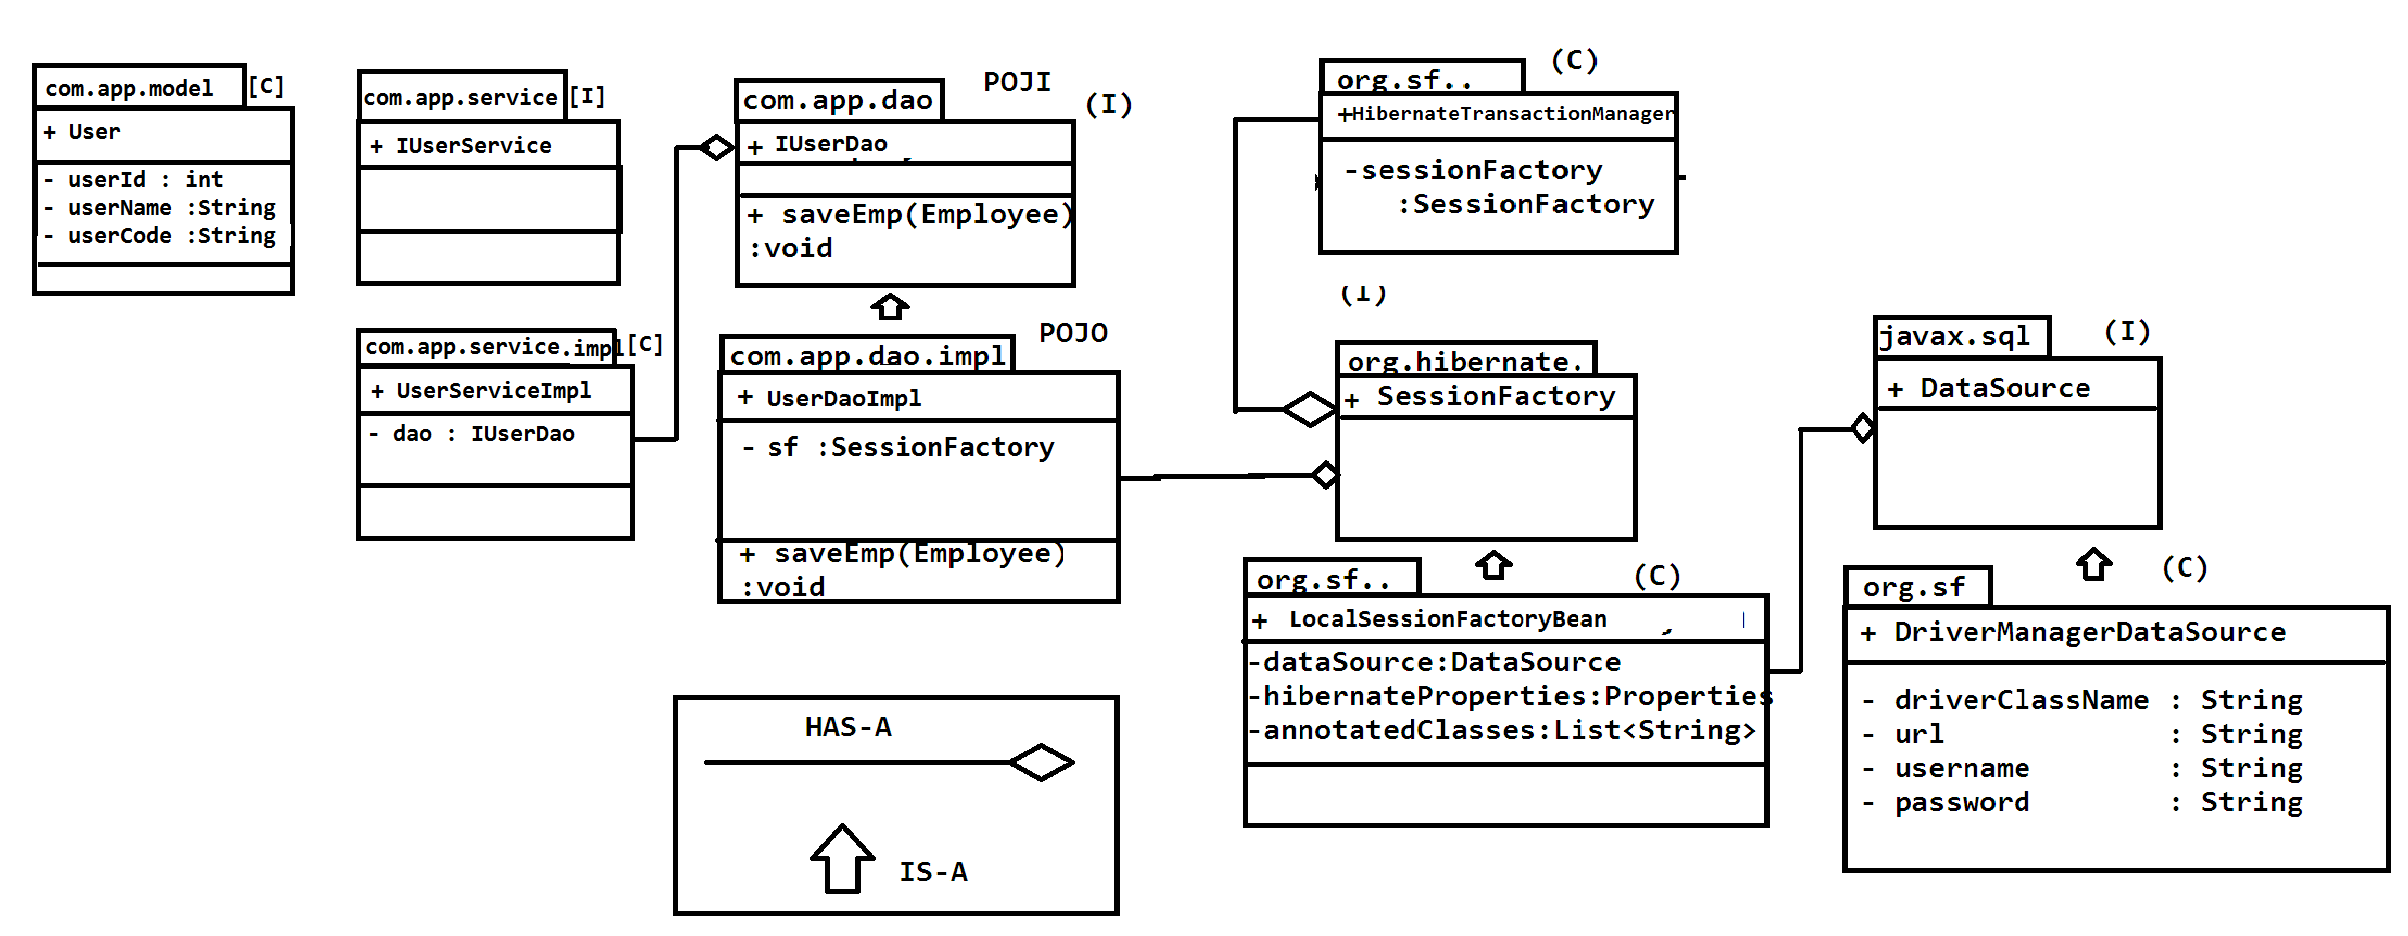 com.app.model [C]
+ User
- userId : int
- userName :String
- userCode :String
com.app.service [I]
+ IUserService
com.app.service.impl [C]
+ UserServiceImpl
- dao : IUserDao
POJI
com.app.dao (I)
+ IUserDao
+ saveEmp(Employee)
:void
POJO
com.app.dao.impl
+ UserDaoImpl
- sf :SessionFactory
+ saveEmp(Employee)
:void
HAS-A
IS-A
(C)
org.sf..
+HibernateTransactionManager
-sessionFactory
:SessionFactory
(I)
org.hibernate.
+ SessionFactory
(C)
org.sf..
+ LocalSessionFactoryBean
-dataSource:DataSource
-hibernateProperties:Properties
-annotatedClasses:List<String>
javax.sql (I)
+ DataSource
(C)
org.sf
+ DriverManagerDataSource
- driverClassName : String
- url : String
- username : String
- password : String